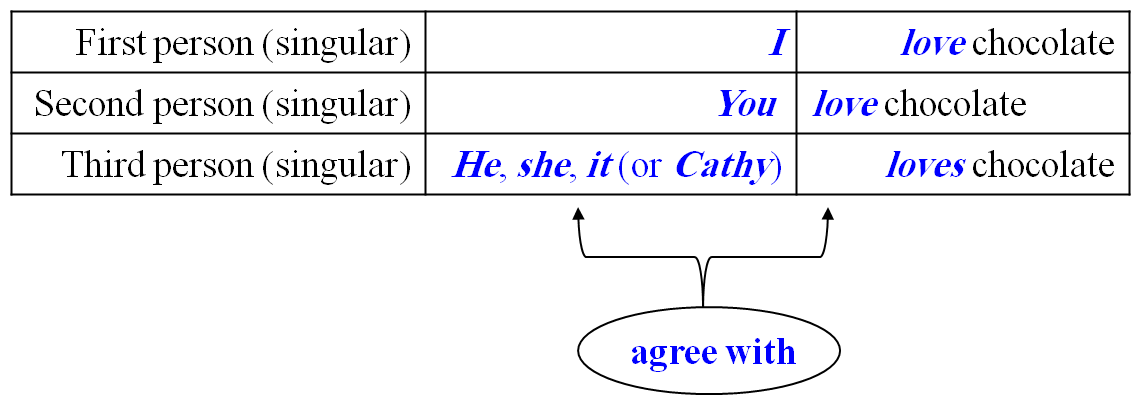 First person (singular) I love chocolate
Second person (singular) You love chocolate
Third person (singular) He, she, it (or Cathy) loves chocolate
agree with